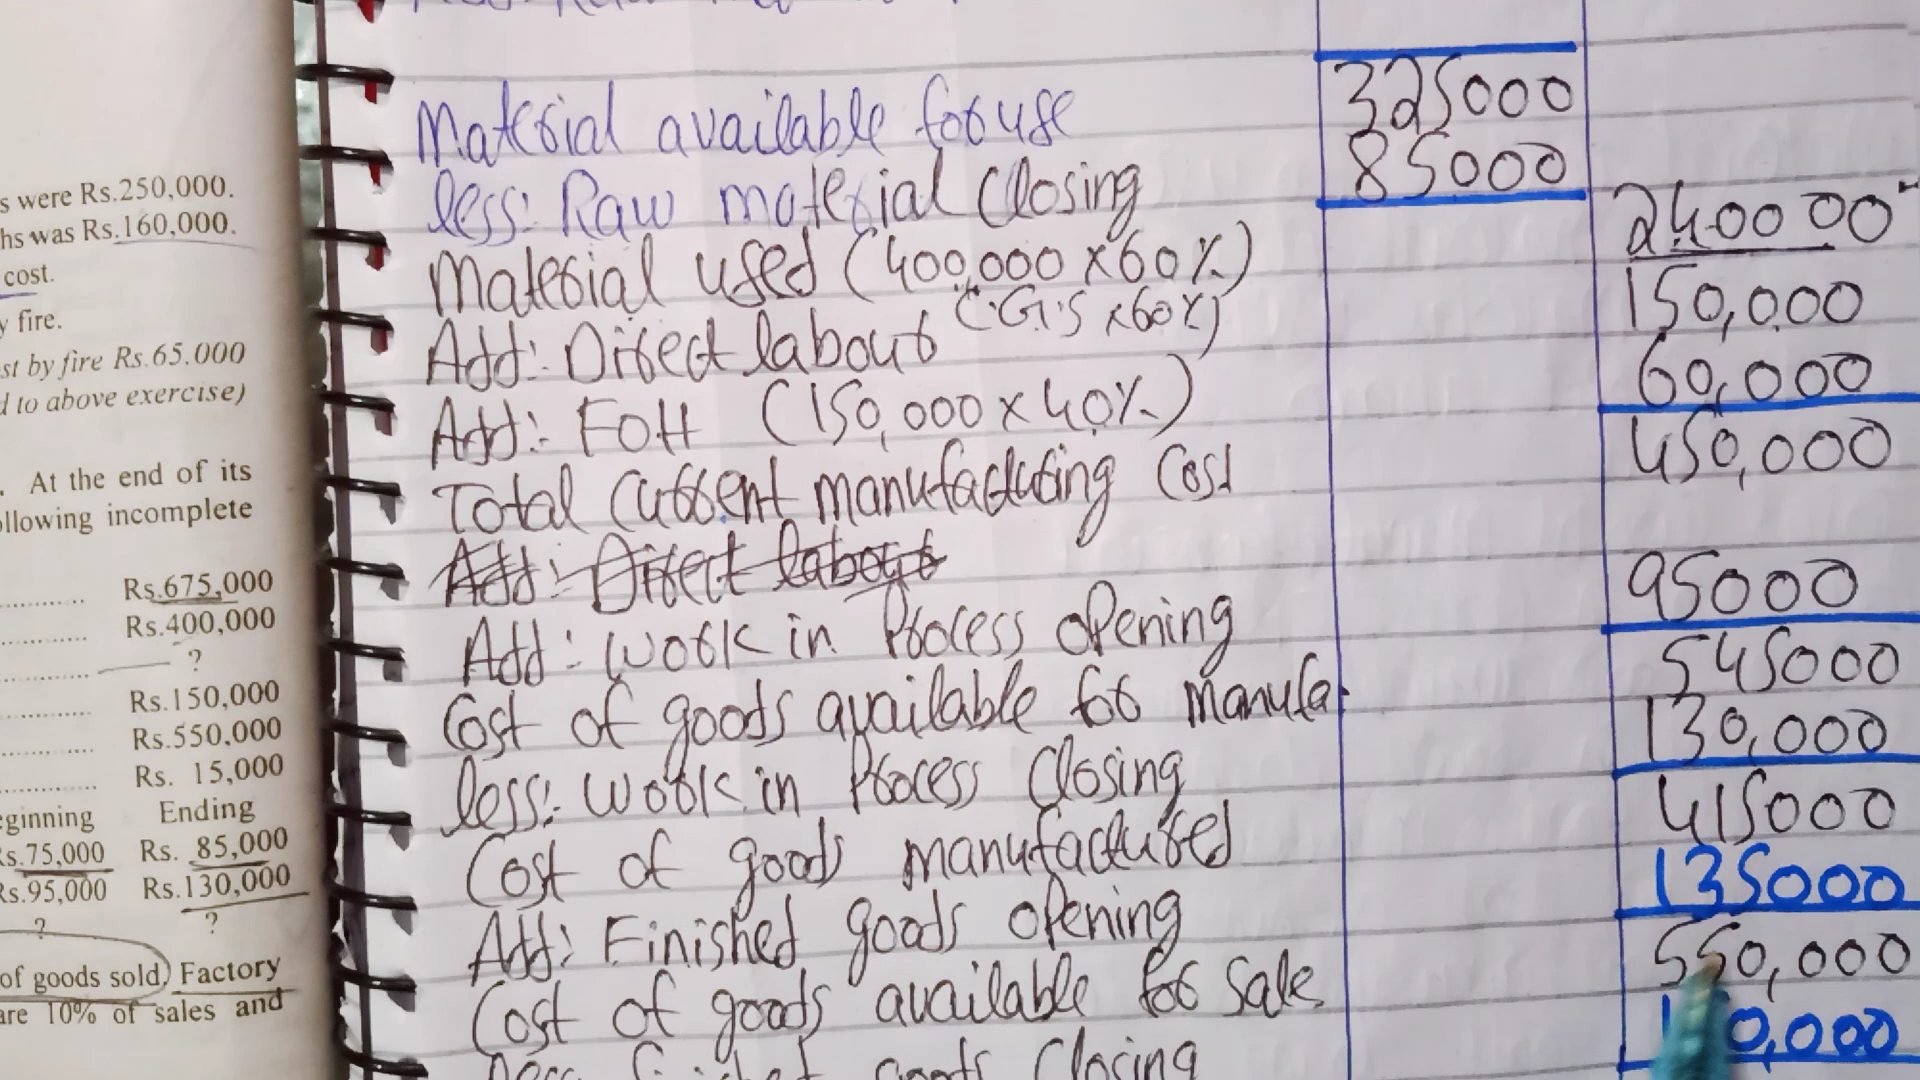 s were Rs.250,000.
hs was Rs.160,000.
cost.
y fire.
st by fire Rs.65.000
d to above exercise)
. At the end of its
ollowing incomplete
Rs.675,000
Rs.400,000
?
Rs.150,000
Rs.550,000
Rs. 15,000
eginning Ending
Rs.75,000 Rs. 85,000
Rs.95,000 Rs.130,000
? ?
of goods sold, Factory
are 10% of sales and
Material available for use 325000
less: Raw material Closing 85000
Material used (400,000 x 60%) 240000
(C.G.S x60%)
Add: Direct labour 150,000
Add: FOH (150,000 x 40%) 60,000
Total Current manufacturing Cost 450,000
Add: Direct labour
Add: Work in Process opening 95000
Cost of goods available for manufa. 545000
less: Work in Process Closing 130,000
Cost of goods manufactured 415000
Add: Finished goods opening 135000
Cost of goods available for sale 550,000
goods Closing 0,000